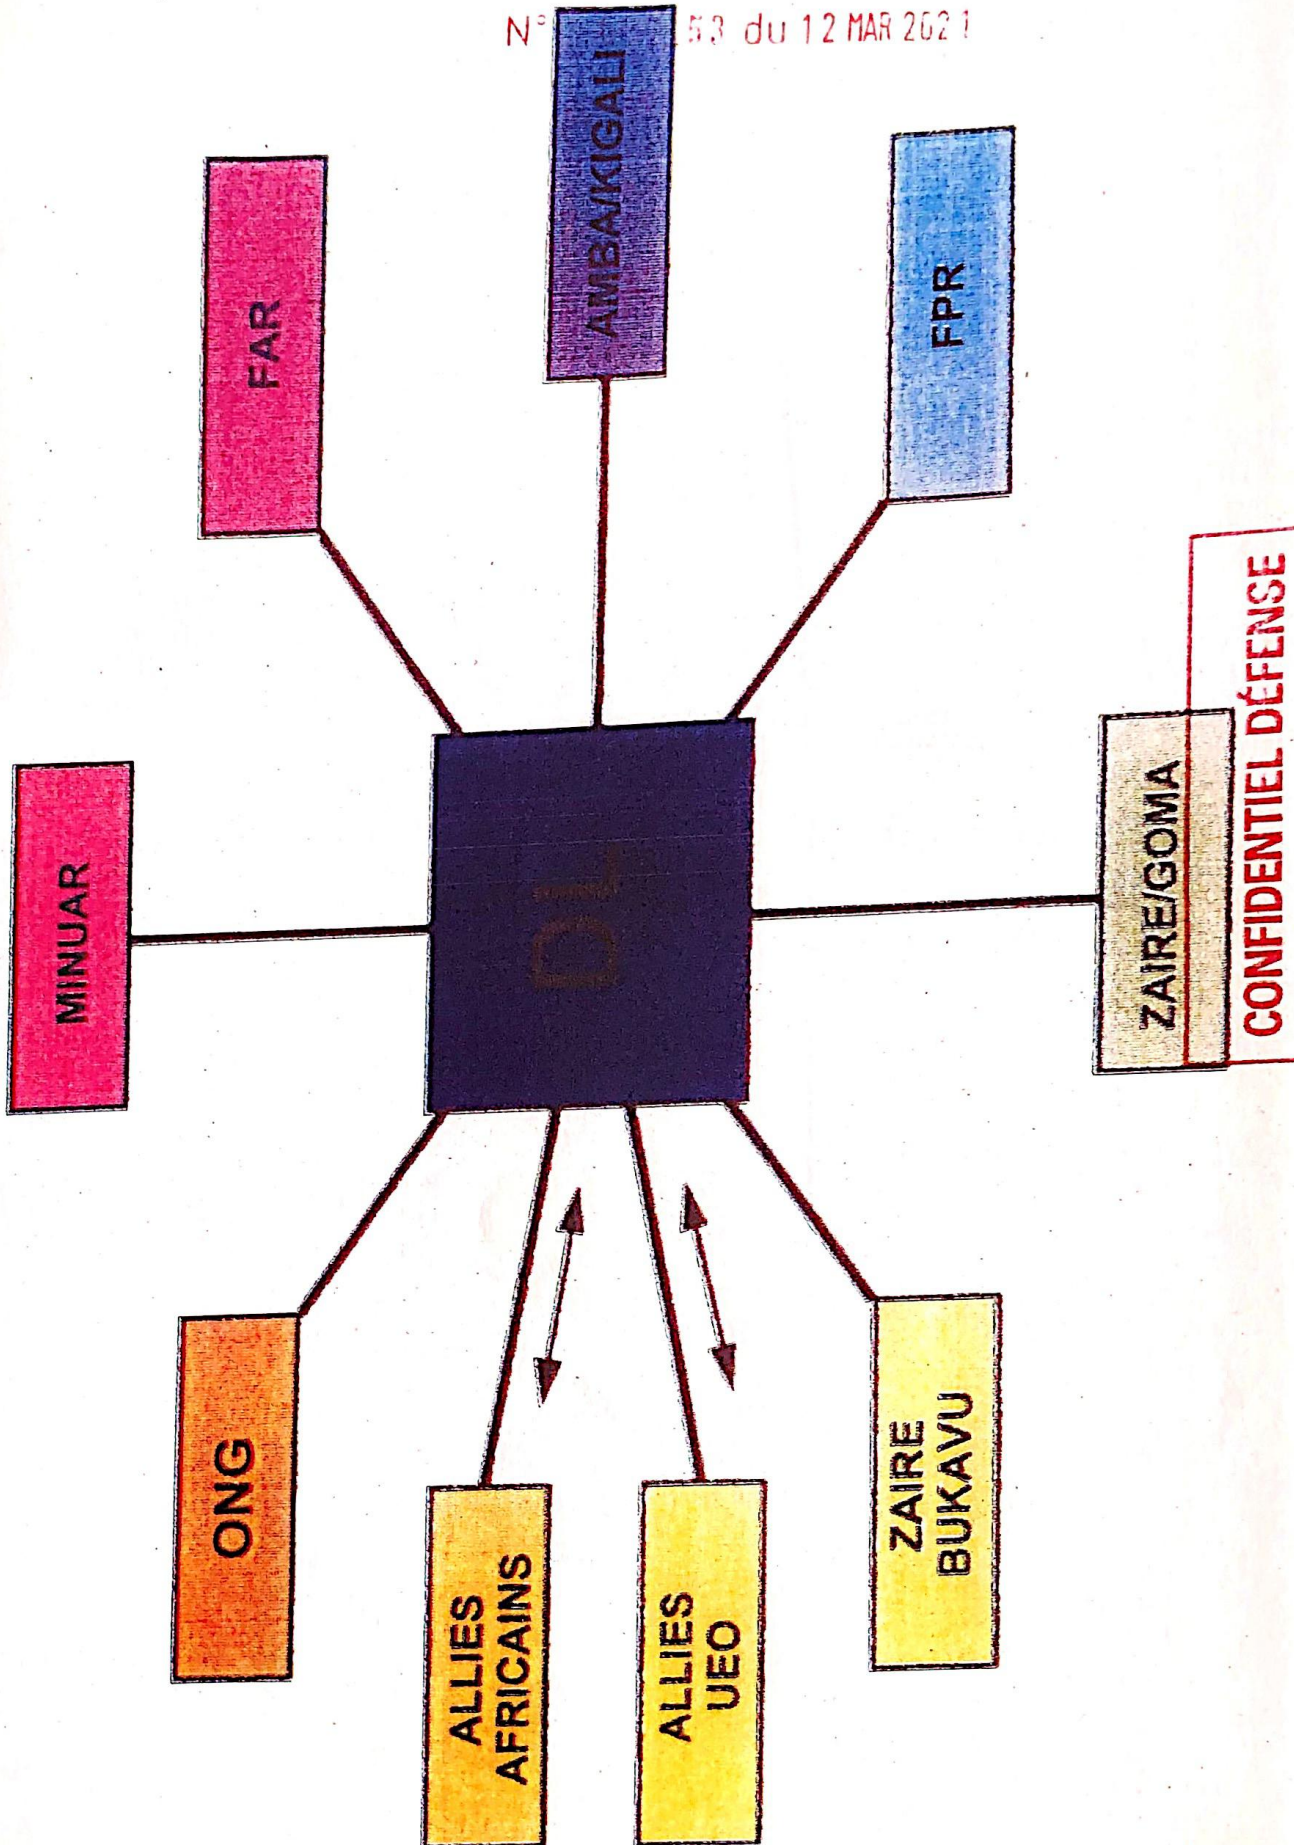 N° 53 du 12 MAR 2021
AMBA/KIGALI
FAR
FPR
MINUAR
DL
ZAIRE/GOMA
CONFIDENTIEL DÉFENSE
ONG
ALLIES
AFRICAINS
ALLIES
UEO
ZAIRE
BUKAVU